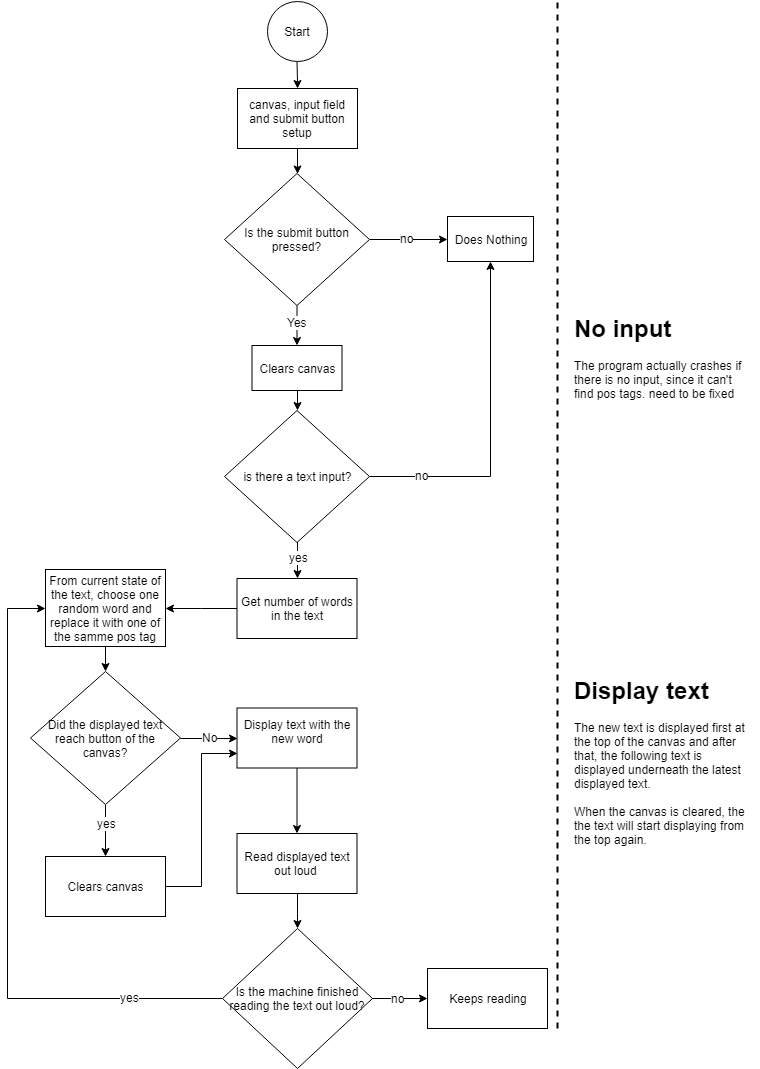 Start
canvas, input field
and submit button
setup
Is the submit button
pressed?
no
Does Nothing
Yes
Clears canvas
is there a text input?
no
yes
Get number of words
in the text
From current state of
the text, choose one
random word and
replace it with one of
the samme pos tag
Did the displayed text
reach button of the
canvas?
No
Display text with the
new word
yes
Clears canvas
Read displayed text
out loud
Is the machine finished
reading the text out loud?
yes
no
Keeps reading
No input
The program actually crashes if
there is no input, since it can't
find pos tags. need to be fixed
Display text
The new text is displayed first at
the top of the canvas and after
that, the following text is
displayed underneath the latest
displayed text.
When the canvas is cleared, the
the text will start displaying from
the top again.